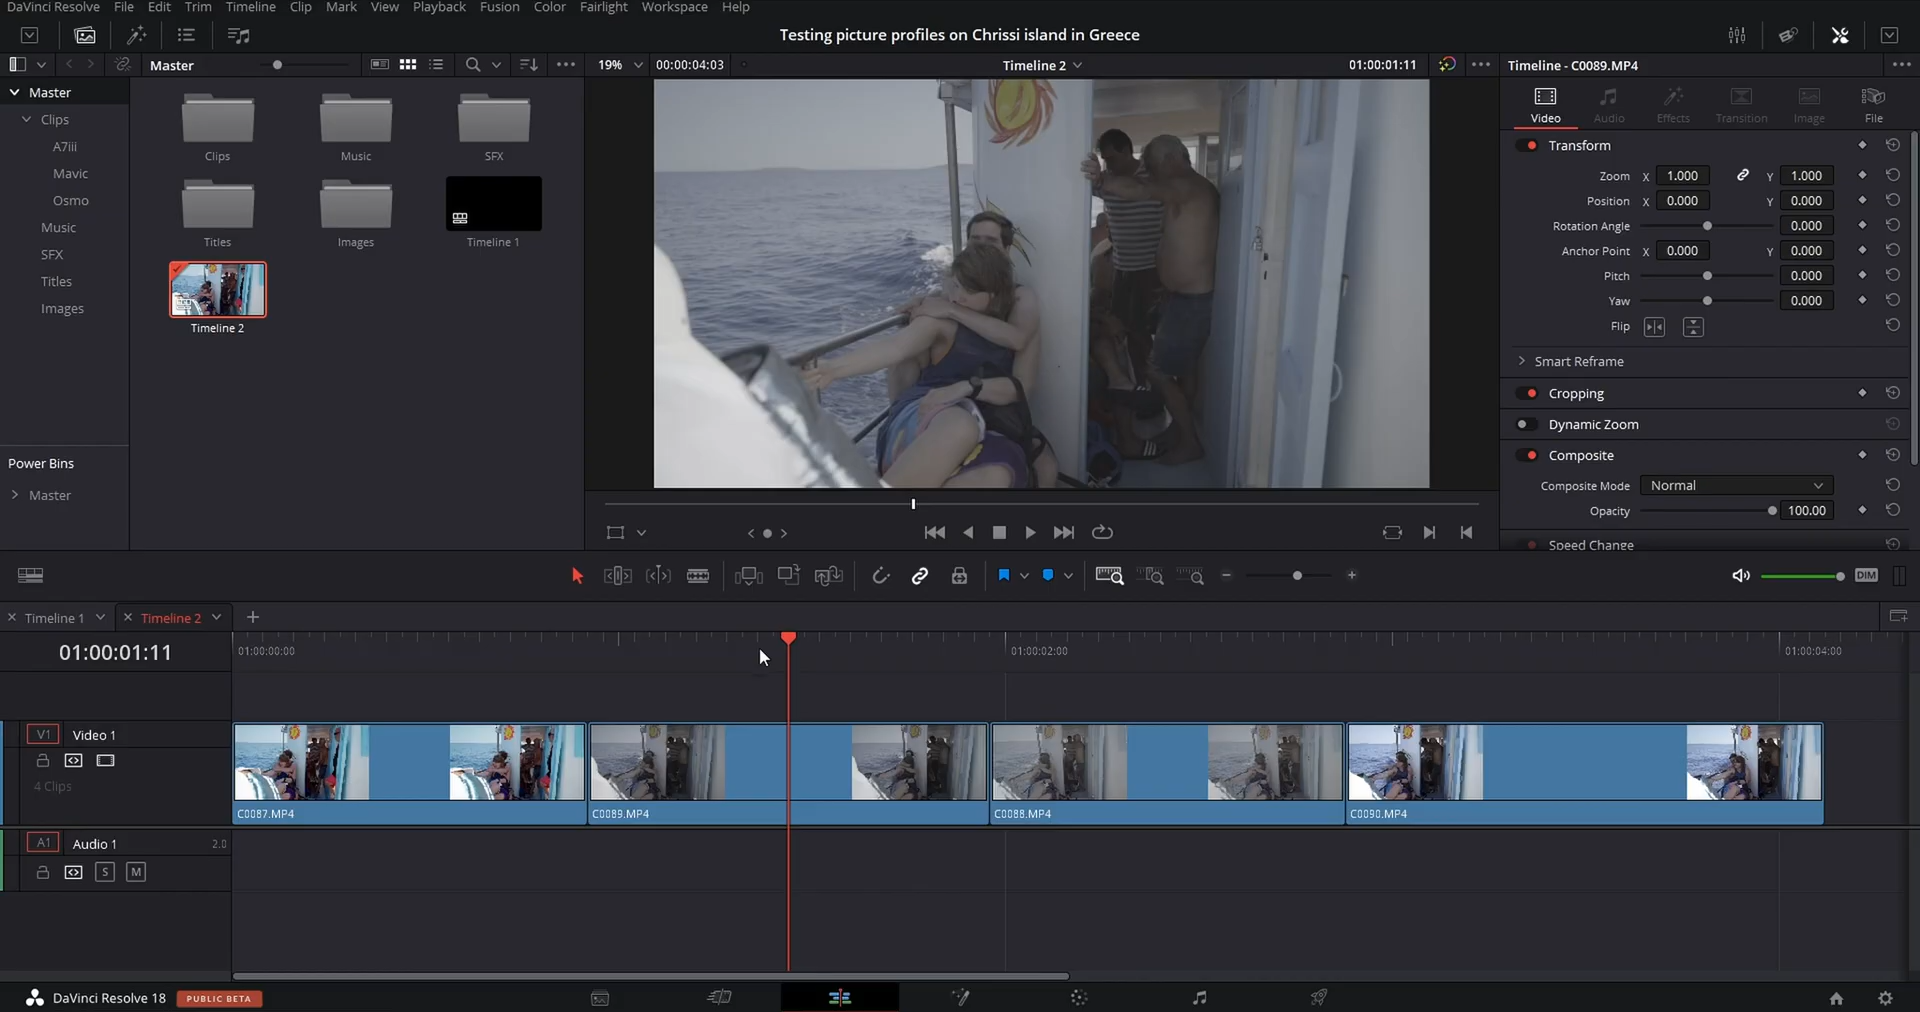 DaVinci Resolve File Edit Trim Timeline Clip Mark View Playback Fusion Color Fairlight Workspace Help
Testing picture profiles on Chrissi island in Greece
Master
19% 00:00:04:03 Timeline 2 01:00:01:11
Timeline - C0089.MP4
Master
Clips
A7iii
Mavic
Osmo
Music
SFX
Titles
Images
Power Bins
Master
Clips Music SFX
Titles Images Timeline 1
Timeline 2
Video Audio Effects Transition Image File
Transform
Zoom X 1.000 Y 1.000
Position X 0.000 Y 0.000
Rotation Angle 0.000
Anchor Point X 0.000 Y 0.000
Pitch 0.000
Yaw 0.000
Flip
Smart Reframe
Cropping
Dynamic Zoom
Composite
Composite Mode Normal
Opacity 100.00
Speed Change
DIM
Timeline 1 Timeline 2
01:00:01:11
01:00:00:00 01:00:02:00 01:00:04:00
V1 Video 1
4 Clips
C0087.MP4 C0089.MP4 C0088.MP4 C0090.MP4
A1 Audio 1 2.0
S M
DaVinci Resolve 18 PUBLIC BETA